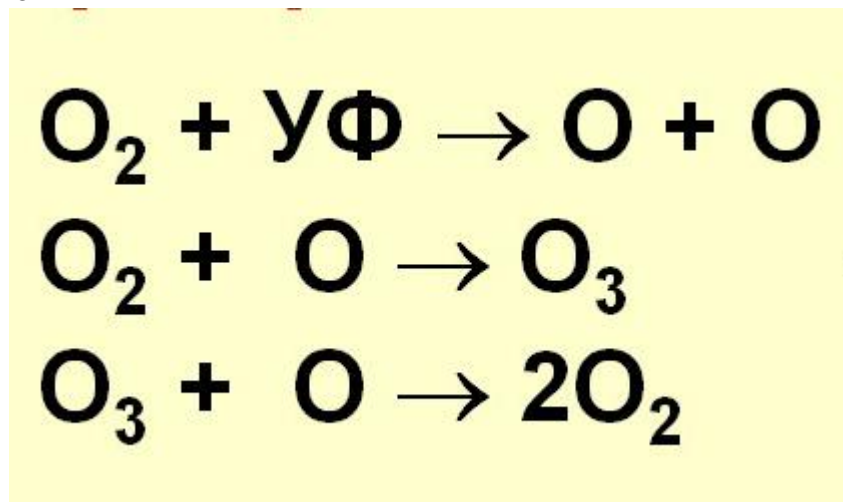 O₂ + УФ → O + O
O₂ + O → O₃
O₃ + O → 2O₂